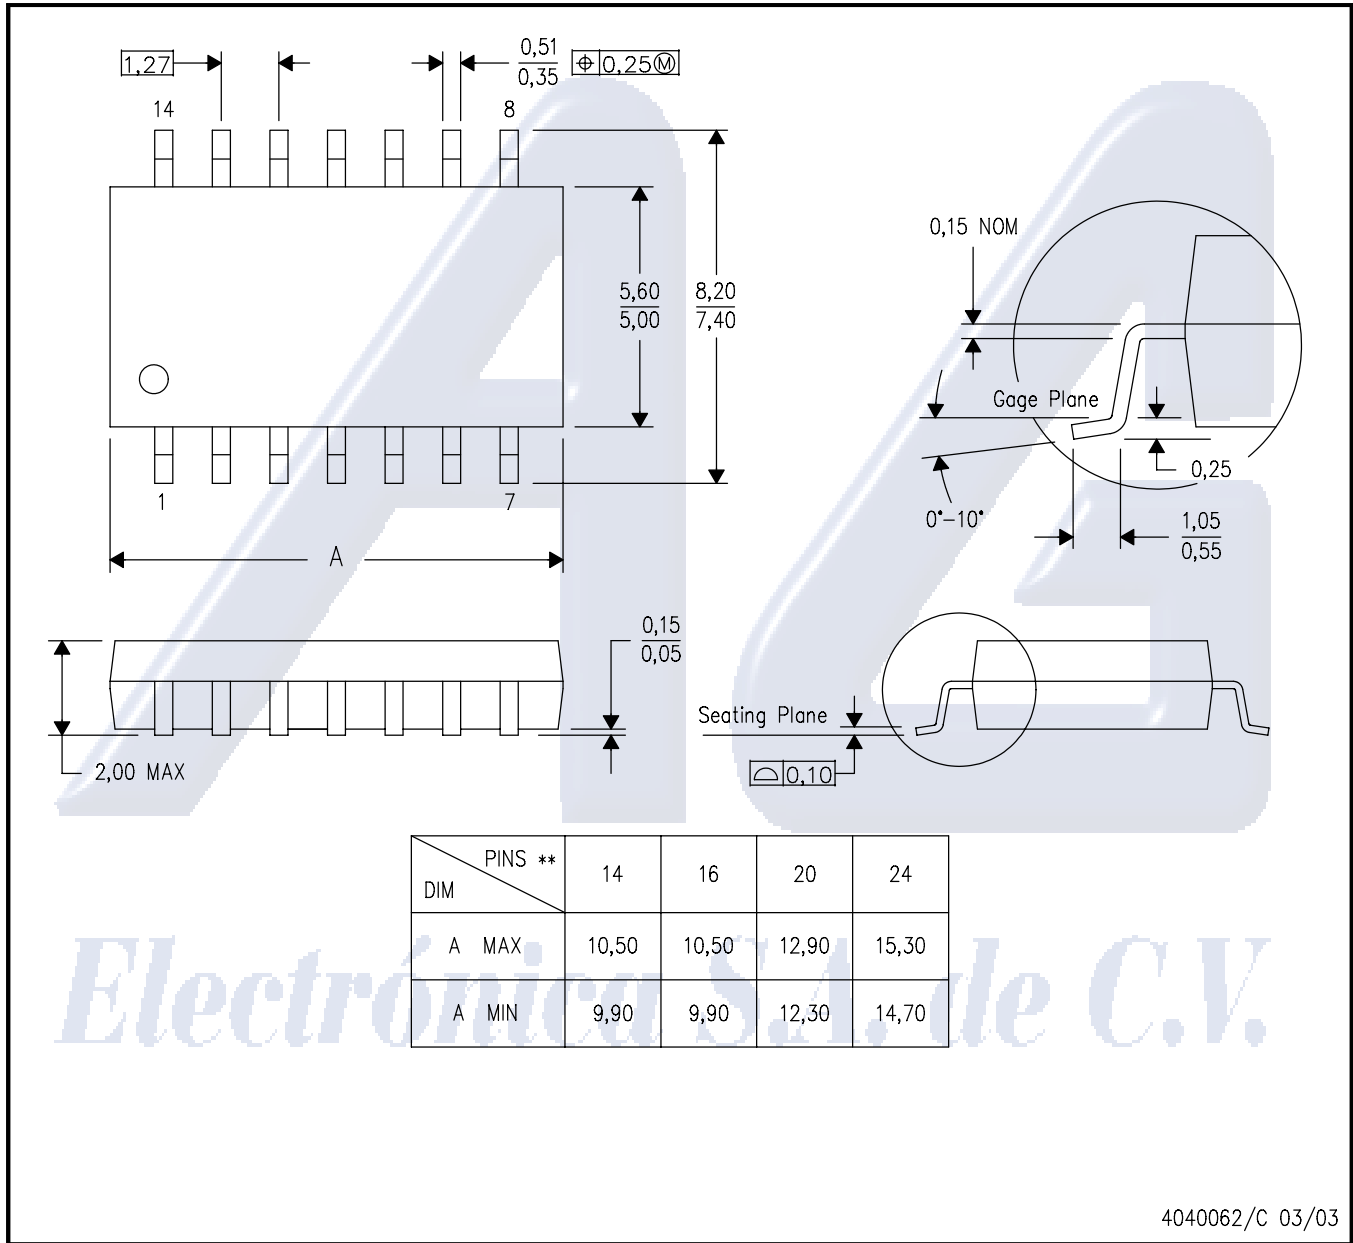 1,27
0,51
0,35
0,25Ⓜ
14
8
5,60
5,00
8,20
7,40
1
7
A
0,15 NOM
Gage Plane
0,25
0°–10°
1,05
0,55
0,15
0,05
2,00 MAX
Seating Plane
0,10
PINS ** 14 16 20 24
DIM
A MAX 10,50 10,50 12,90 15,30
A MIN 9,90 9,90 12,30 14,70
AG
Electrónica S.A. de C.V.
4040062/C 03/03